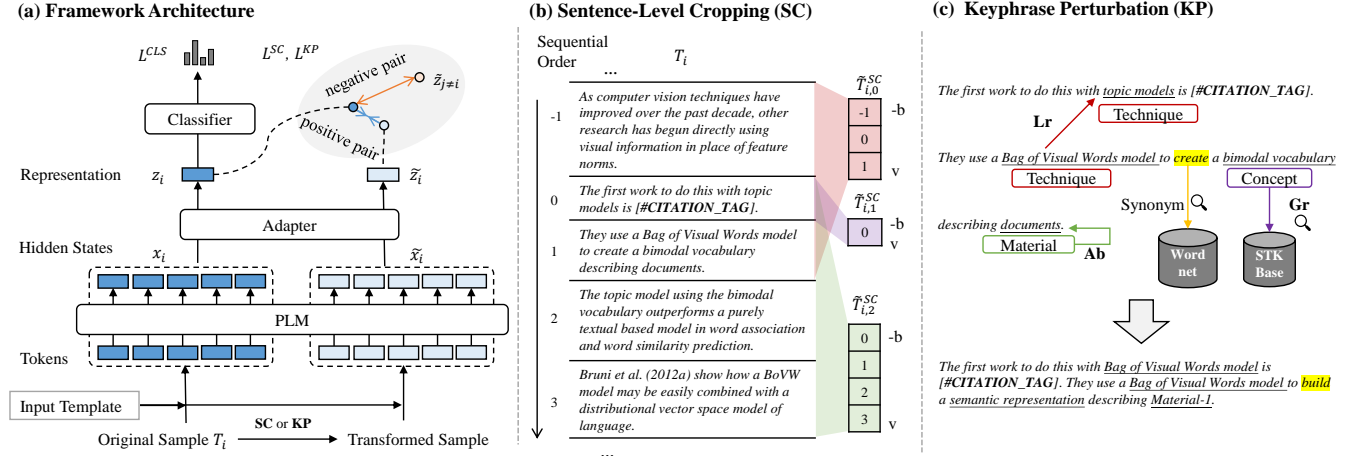 (a) Framework Architecture
L^{CLS}
L^{SC}, L^{KP}
negative pair
z̃_{j≠i}
positive pair
Classifier
Representation
z_i
z̃_i
Adapter
Hidden States
x_i
x̃_i
PLM
Tokens
Input Template
SC or KP
Original Sample T_i
Transformed Sample
(b) Sentence-Level Cropping (SC)
Sequential
Order
T_i
...
-1
As computer vision techniques have
improved over the past decade, other
research has begun directly using
visual information in place of feature
norms.
0
The first work to do this with topic
models is [#CITATION_TAG].
1
They use a Bag of Visual Words model
to create a bimodal vocabulary
describing documents.
2
The topic model using the bimodal
vocabulary outperforms a purely
textual based model in word association
and word similarity prediction.
3
Bruni et al. (2012a) show how a BoVW
model may be easily combined with a
distributional vector space model of
language.
...
T̃_{i,0}^{SC}
-1 -b
0
1
v
T̃_{i,1}^{SC}
0
-b
v
T̃_{i,2}^{SC}
0 -b
1
2
3
v
(c) Keyphrase Perturbation (KP)
The first work to do this with topic models is [#CITATION_TAG].
Lr
Technique
They use a Bag of Visual Words model to create a bimodal vocabulary
Technique
Concept
Synonym
Gr
describing documents.
Material
Ab
Word
net
STK
Base
The first work to do this with Bag of Visual Words model is
[#CITATION_TAG]. They use a Bag of Visual Words model to build
a semantic representation describing Material-1.